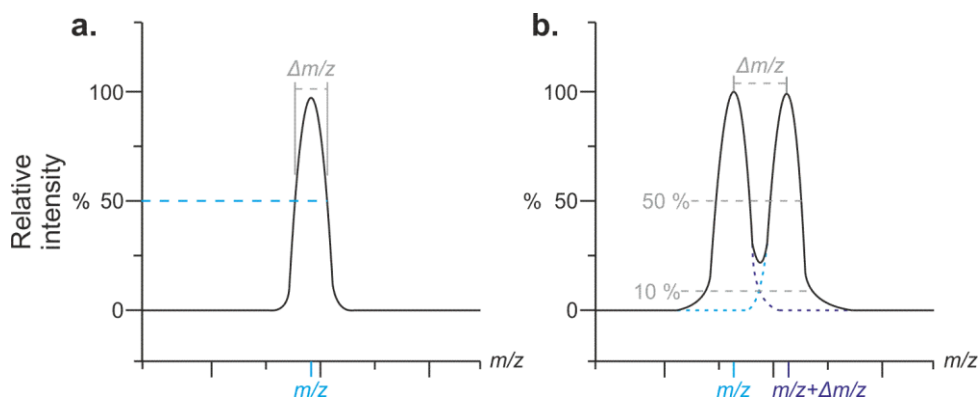 a.
Δm/z
100
Relative
intensity
% 50
0
m/z
m/z
b.
Δm/z
100
50 %
% 50
10 %
0
m/z
m/z m/z+Δm/z